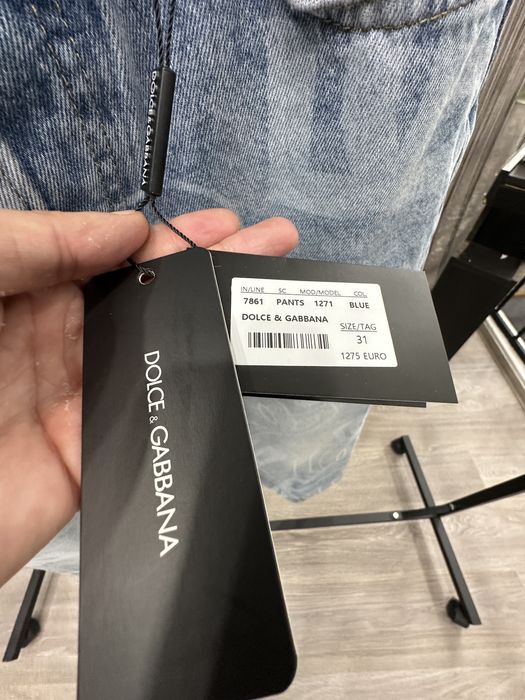 DOLCE & GABBANA
IN/LINE SC MOD/MODEL COL
7861 PANTS 1271 BLUE
DOLCE & GABBANA
SIZE/TAG
31
1275 EURO
DOLCE & GABBANA